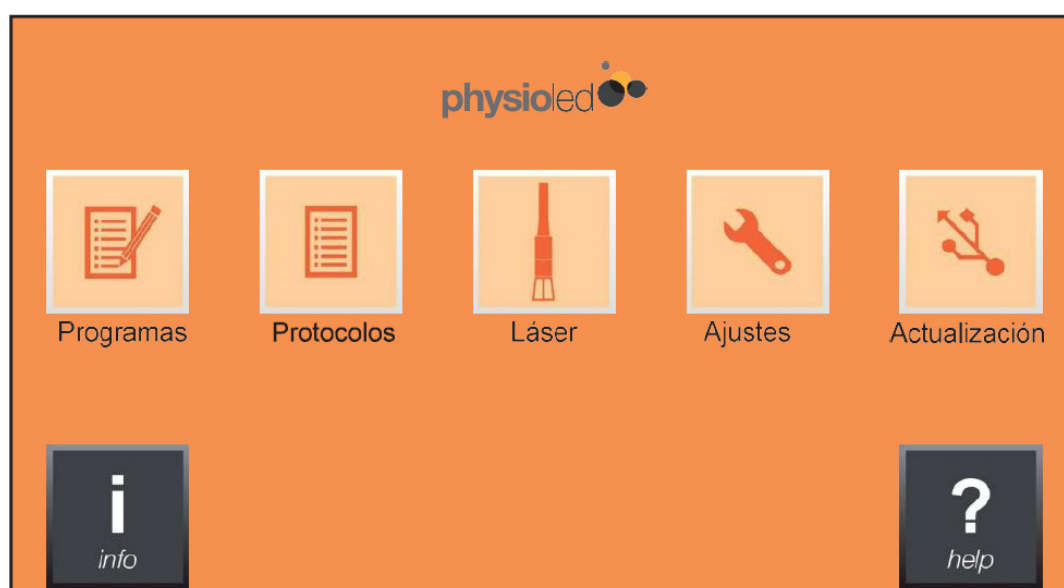 physioled
Programas Protocolos Láser Ajustes Actualización
i ?
info help